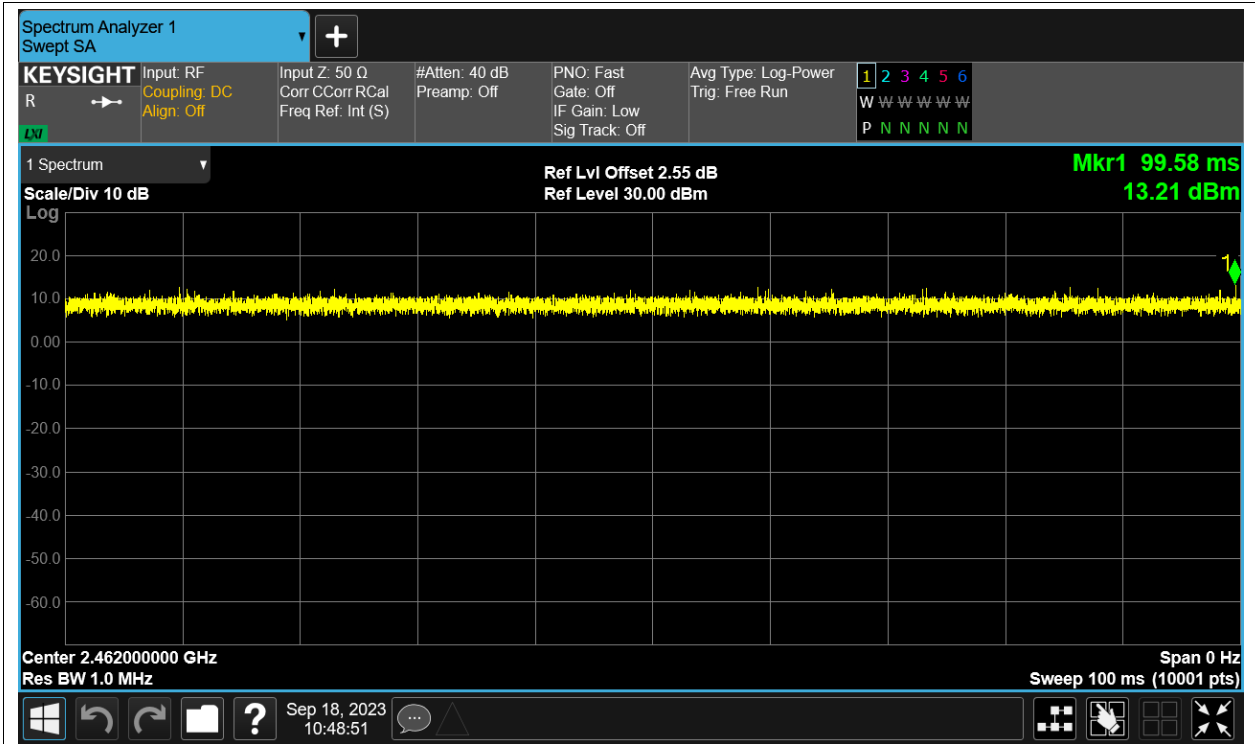 Spectrum Analyzer 1
Swept SA
KEYSIGHT
R
LXI
Input: RF
Coupling: DC
Align: Off
Input Z: 50 Ω
Corr CCorr RCal
Freq Ref: Int (S)
#Atten: 40 dB
Preamp: Off
PNO: Fast
Gate: Off
IF Gain: Low
Sig Track: Off
Avg Type: Log-Power
Trig: Free Run
1 2 3 4 5 6
W W W W W W
P N N N N N
1 Spectrum
Scale/Div 10 dB
Log
Ref Lvl Offset 2.55 dB
Ref Level 30.00 dBm
Mkr1 99.58 ms
13.21 dBm
20.0
1
10.0
0.00
-10.0
-20.0
-30.0
-40.0
-50.0
-60.0
Center 2.462000000 GHz
Res BW 1.0 MHz
Span 0 Hz
Sweep 100 ms (10001 pts)
?
Sep 18, 2023
10:48:51